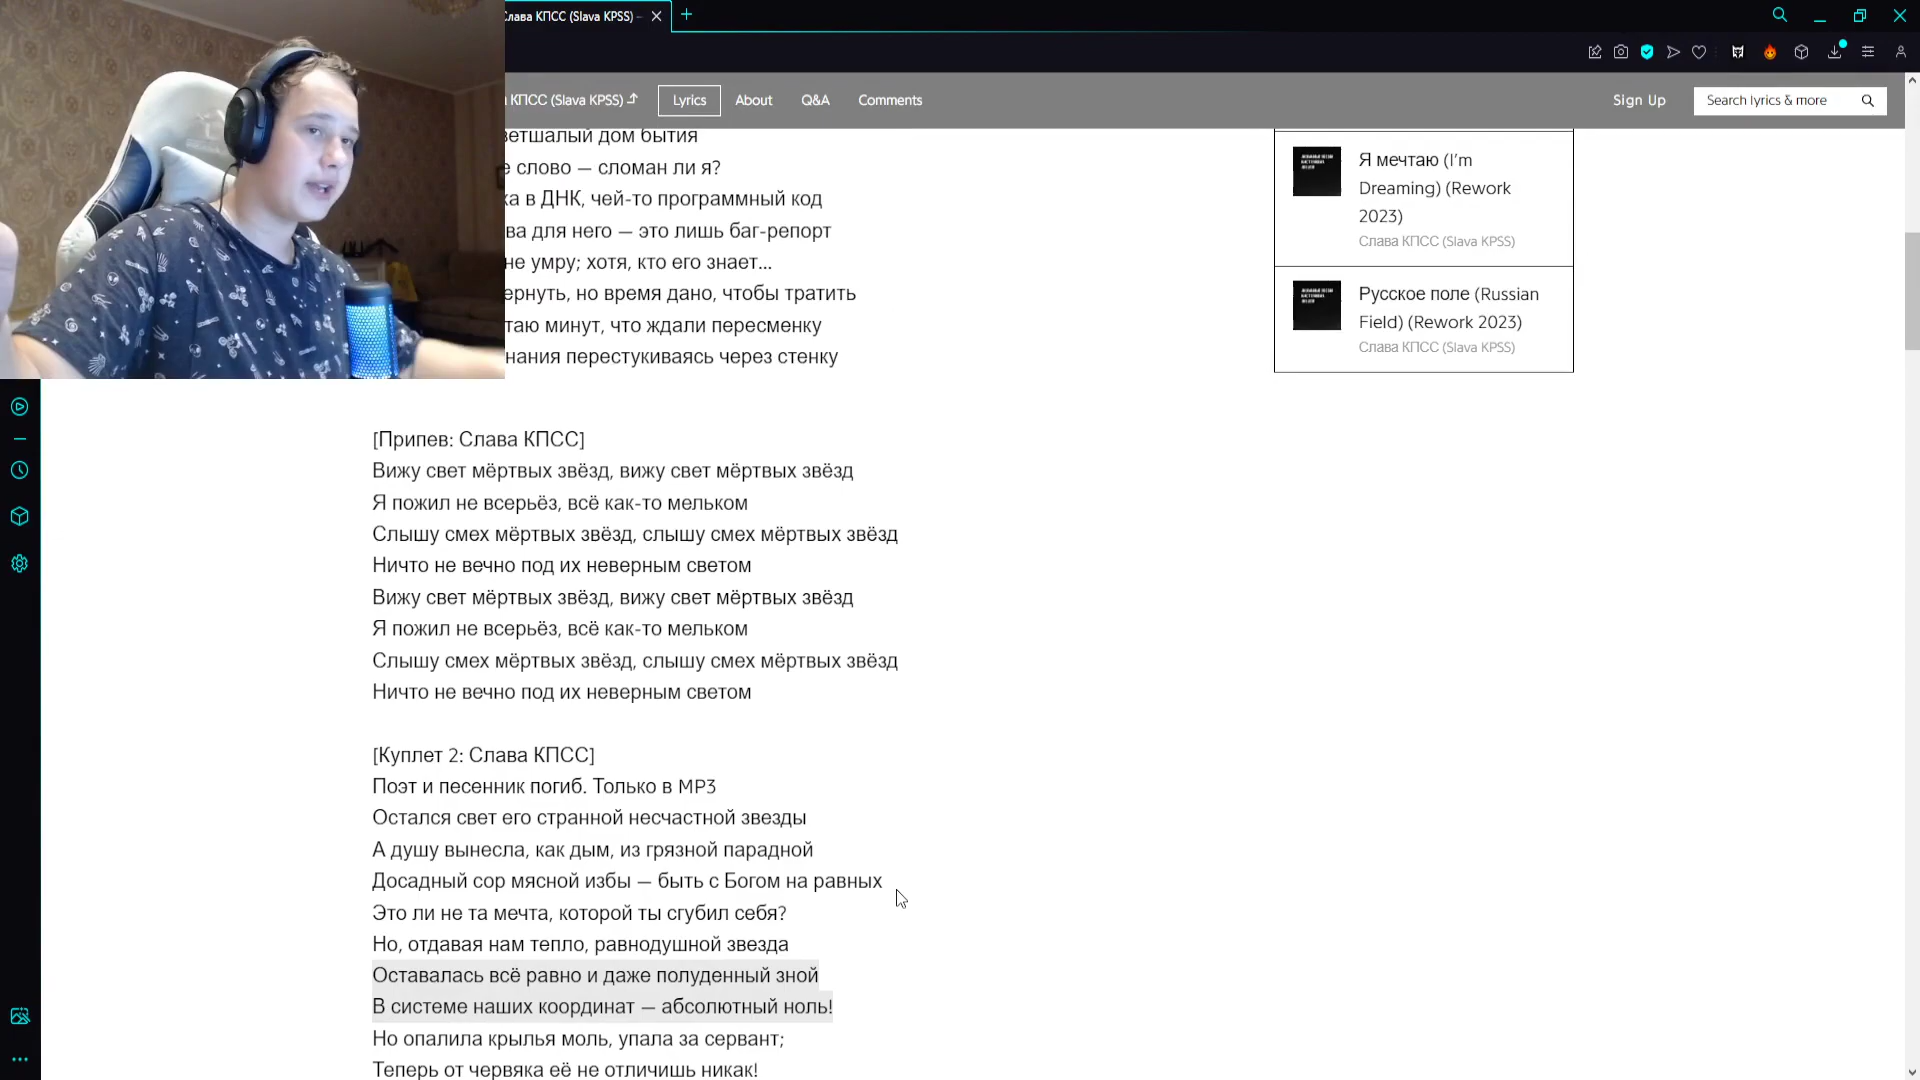 Слава КПСС (Slava KPSS) –
КПСС (Slava KPSS)
Lyrics
About
Q&A
Comments
Sign Up
Search lyrics & more
дом бытия
слово — сломан ли я?
в ДНК, чей-то программный код
для него — это лишь баг-репорт
не умру; хотя, кто его знает...
но время дано, чтобы тратить
минут, что ждали пересменку
перестукиваясь через стенку
Я мечтаю (I'm
Dreaming) (Rework
2023)
Слава КПСС (Slava KPSS)
Русское поле (Russian
Field) (Rework 2023)
Слава КПСС (Slava KPSS)
[Припев: Слава КПСС]
Вижу свет мёртвых звёзд, вижу свет мёртвых звёзд
Я пожил не всерьёз, всё как-то мельком
Слышу смех мёртвых звёзд, слышу смех мёртвых звёзд
Ничто не вечно под их неверным светом
Вижу свет мёртвых звёзд, вижу свет мёртвых звёзд
Я пожил не всерьёз, всё как-то мельком
Слышу смех мёртвых звёзд, слышу смех мёртвых звёзд
Ничто не вечно под их неверным светом
[Куплет 2: Слава КПСС]
Поэт и песенник погиб. Только в MP3
Остался свет его странной несчастной звезды
А душу вынесла, как дым, из грязной парадной
Досадный сор мясной избы — быть с Богом на равных
Это ли не та мечта, которой ты сгубил себя?
Но, отдавая нам тепло, равнодушной звезда
Оставалась всё равно и даже полуденный зной
В системе наших координат — абсолютный ноль!
Но опалила крылья моль, упала за сервант;
Теперь от червяка её не отличишь никак!